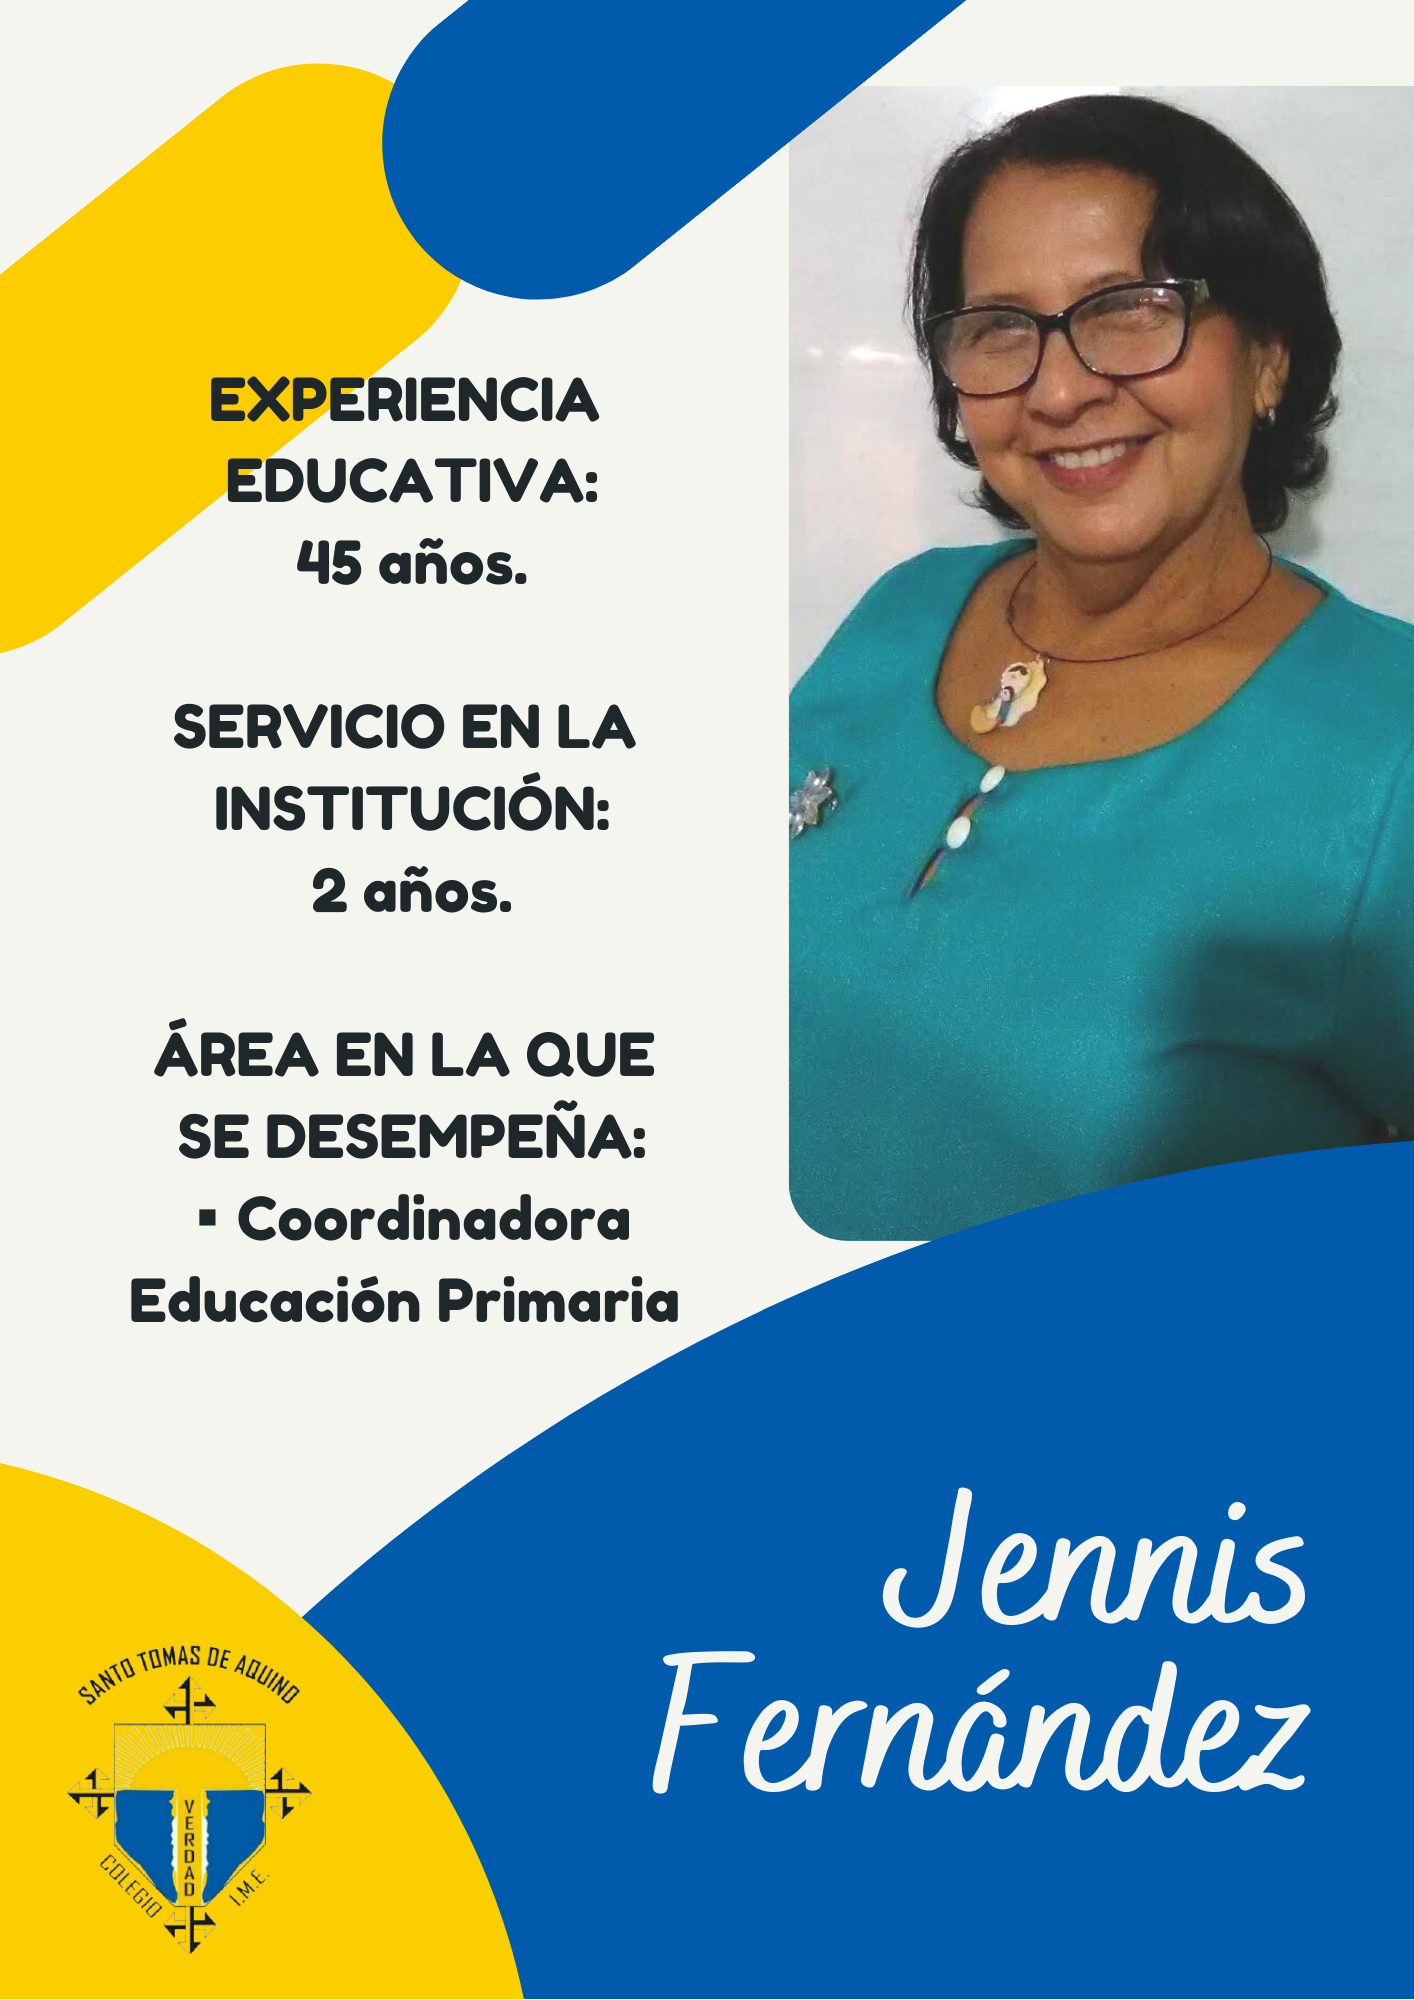 EXPERIENCIA
EDUCATIVA:
45 años.
SERVICIO EN LA
INSTITUCIÓN:
2 años.
ÁREA EN LA QUE
SE DESEMPEÑA:
▪ Coordinadora
Educación Primaria
Jennis
Fernández
SANTO TOMAS DE AQUINO
VERDAD
COLEGIO
I.M.E.